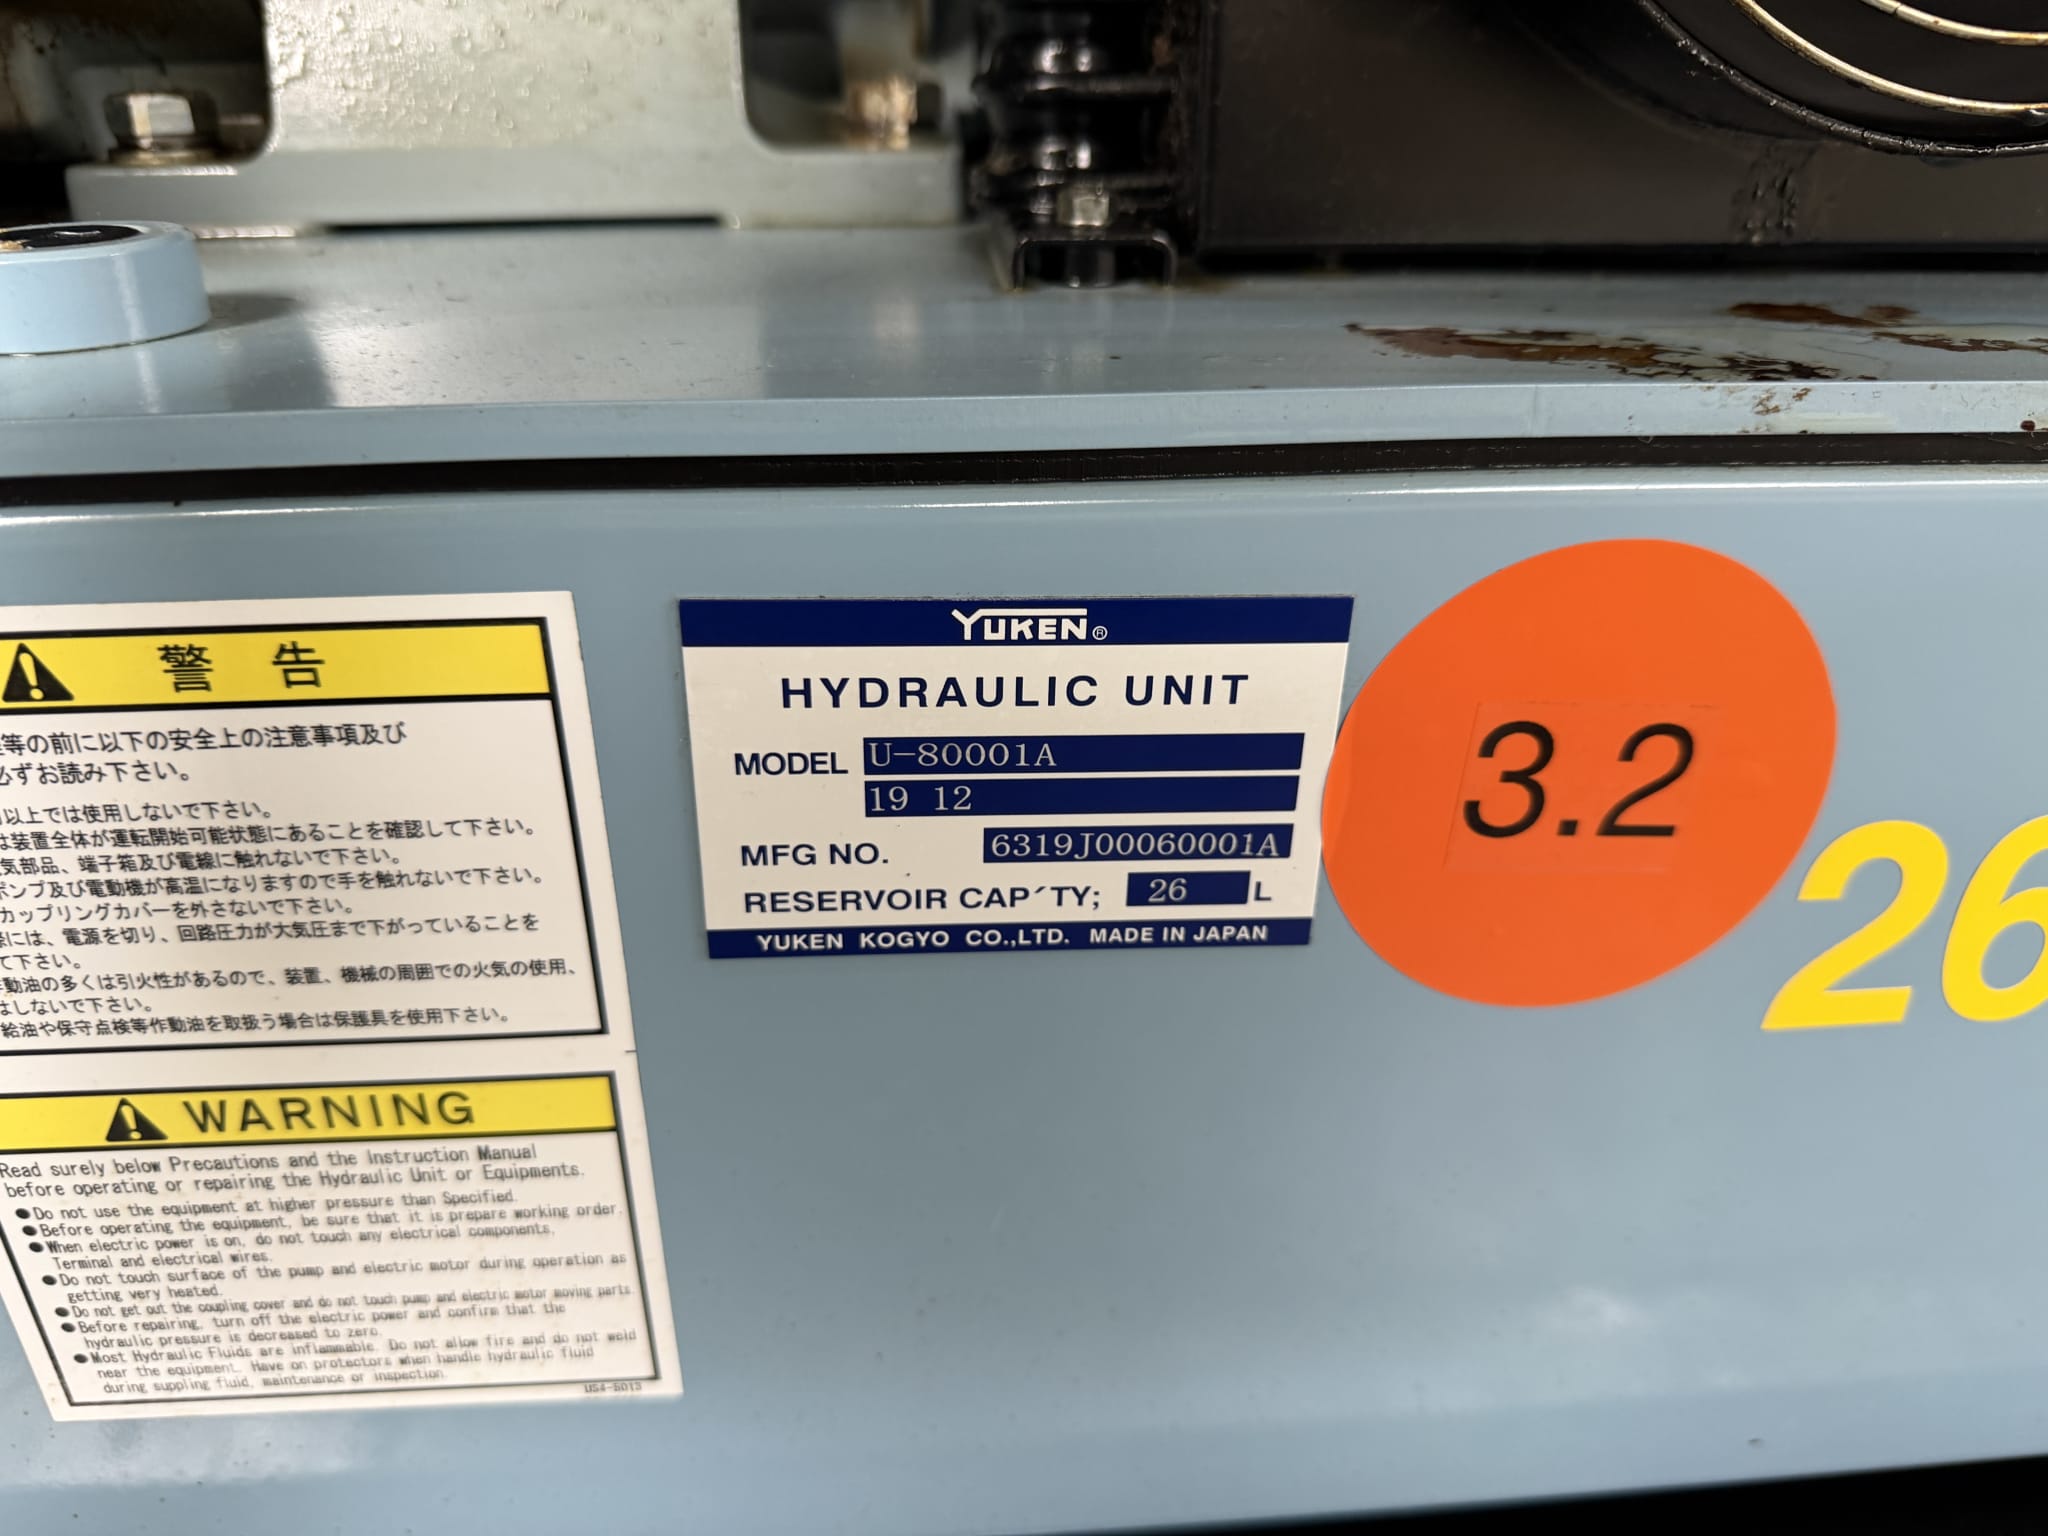 警 告
等の前に以下の安全上の注意事項及び
必ずお読み下さい。
以上では使用しないで下さい。
は装置全体が運転開始可能状態にあることを確認して下さい。
気部品、端子箱及び電線に触れないで下さい。
ポンプ及び電動機が高温になりますので手を触れないで下さい。
カップリングカバーを外さないで下さい。
際には、電源を切り、回路圧力が大気圧まで下がっていることを
て下さい。
作動油の多くは引火性があるので、装置、機械の周囲での火気の使用、
はしないで下さい。
給油や保守点検等作動油を取扱う場合は保護具を使用下さい。
WARNING
Read surely below Precautions and the Instruction Manual
before operating or repairing the Hydraulic Unit or Equipments.
●Do not use the equipment at higher pressure than Specified.
●Before operating the equipment, be sure that it is prepare working order.
●When electric power is on, do not touch any electrical components,
Terminal and electrical wires.
●Do not touch surface of the pump and electric motor during operation as
getting very heated.
●Do not get out the coupling cover and do not touch pump and electric motor moving parts.
●Before repairing, turn off the electric power and confirm that the
hydraulic pressure is decreased to zero.
●Most Hydraulic Fluids are inflammable. Do not allow fire and do not weld
near the equipment. Have on protectors when handle hydraulic fluid
during suppling fluid, maintenance or inspection.
US4-5013
YUKEN®
HYDRAULIC UNIT
MODEL U-80001A
19 12
MFG NO. 6319J00060001A
RESERVOIR CAP´TY; 26 L
YUKEN KOGYO CO.,LTD. MADE IN JAPAN
3.2
26